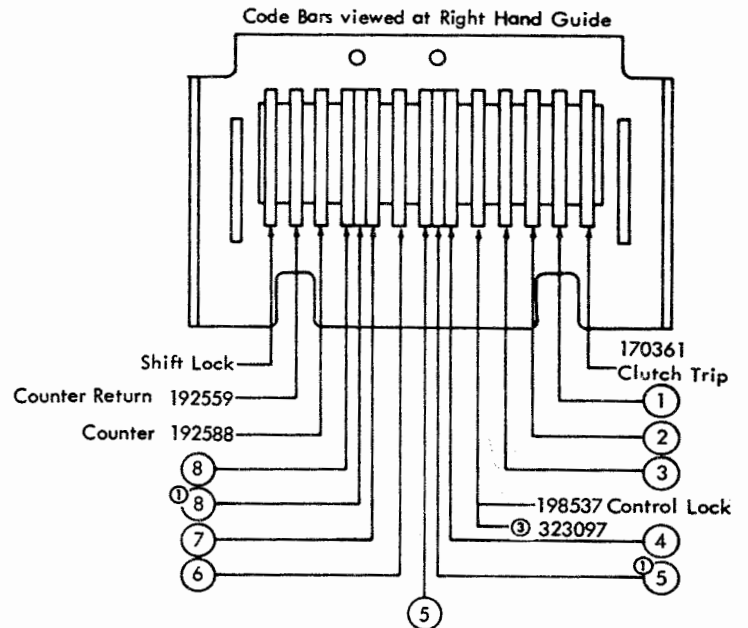 Code Bars viewed at Right Hand Guide
170361
Shift Lock
Clutch Trip
Counter Return 192559
1
Counter 192588
2
8
3
① 8
198537 Control Lock
③ 323097
7
4
6
① 5
5